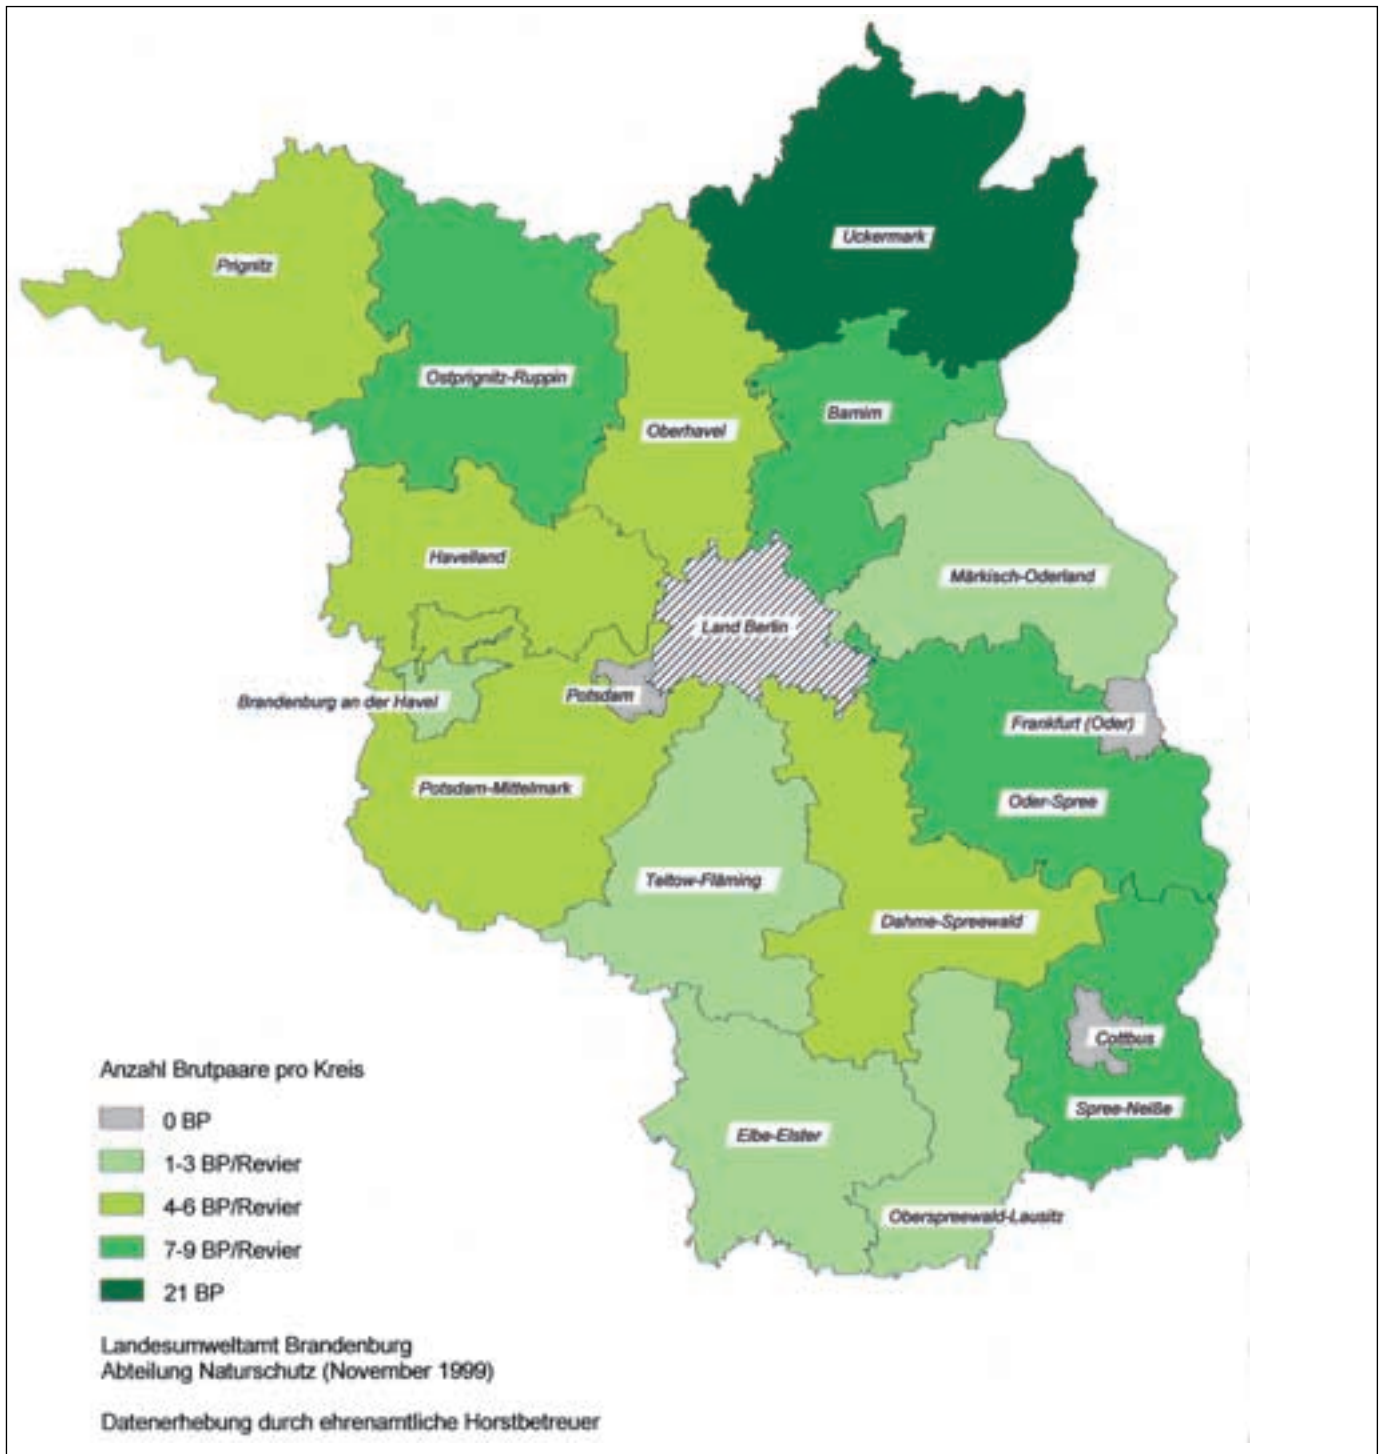 Uckermark
Prignitz
Ostprignitz-Ruppin
Barnim
Oberhavel
Havelland
Märkisch-Oderland
Land Berlin
Brandenburg an der Havel
Potsdam
Frankfurt (Oder)
Potsdam-Mittelmark
Oder-Spree
Teltow-Fläming
Dahme-Spreewald
Cottbus
Spree-Neiße
Elbe-Elster
Oberspreewald-Lausitz
Anzahl Brutpaare pro Kreis
0 BP
1-3 BP/Revier
4-6 BP/Revier
7-9 BP/Revier
21 BP
Landesumweltamt Brandenburg
Abteilung Naturschutz (November 1999)
Datenerhebung durch ehrenamtliche Horstbetreuer